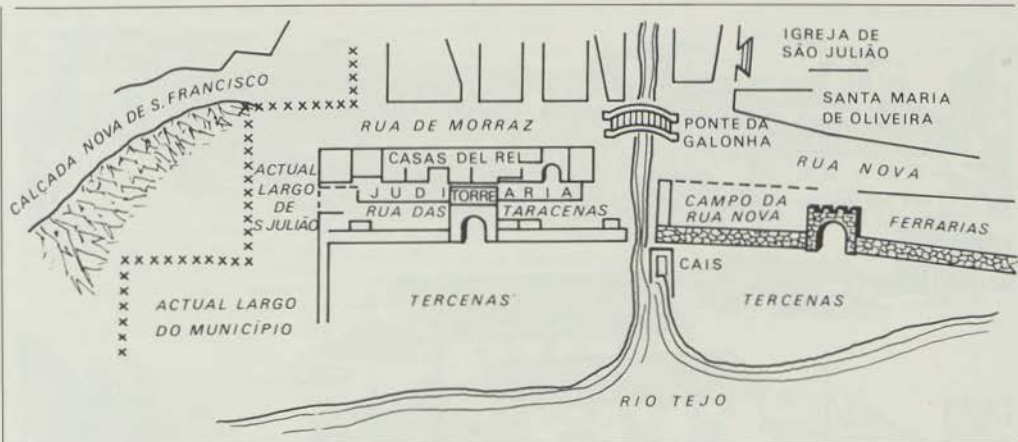 CALÇADA NOVA DE S. FRANCISCO
IGREJA DE
SÃO JULIÃO
SANTA MARIA
DE OLIVEIRA
RUA DE MORRAZ
PONTE DA
GALONHA
RUA NOVA
ACTUAL
LARGO
DE
S. JULIÃO
CASAS DEL REI
JUDI TORRE ARIA
RUA DAS TARACENAS
CAMPO DA
RUA NOVA
FERRARIAS
CAIS
ACTUAL LARGO
DO MUNICÍPIO
TERCENAS
TERCENAS
RIO TEJO